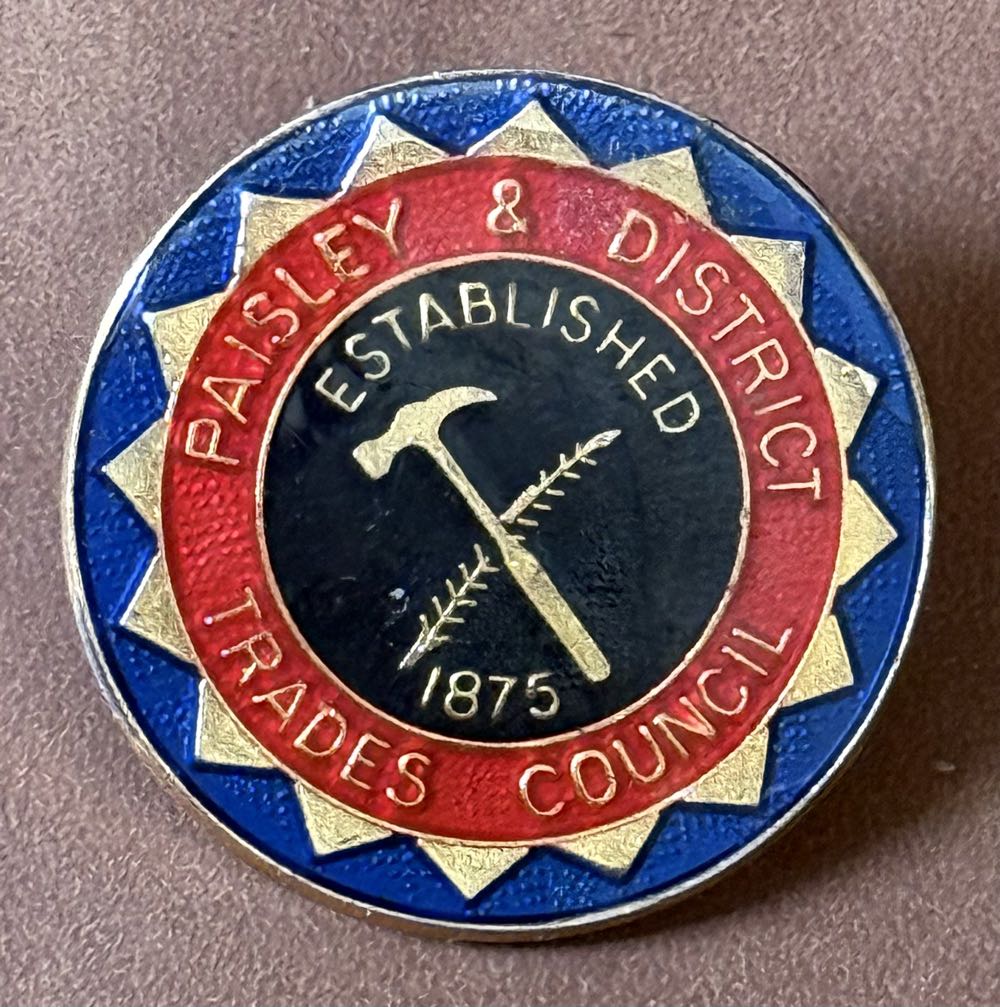 PAISLEY & DISTRICT
TRADES COUNCIL
ESTABLISHED
1875